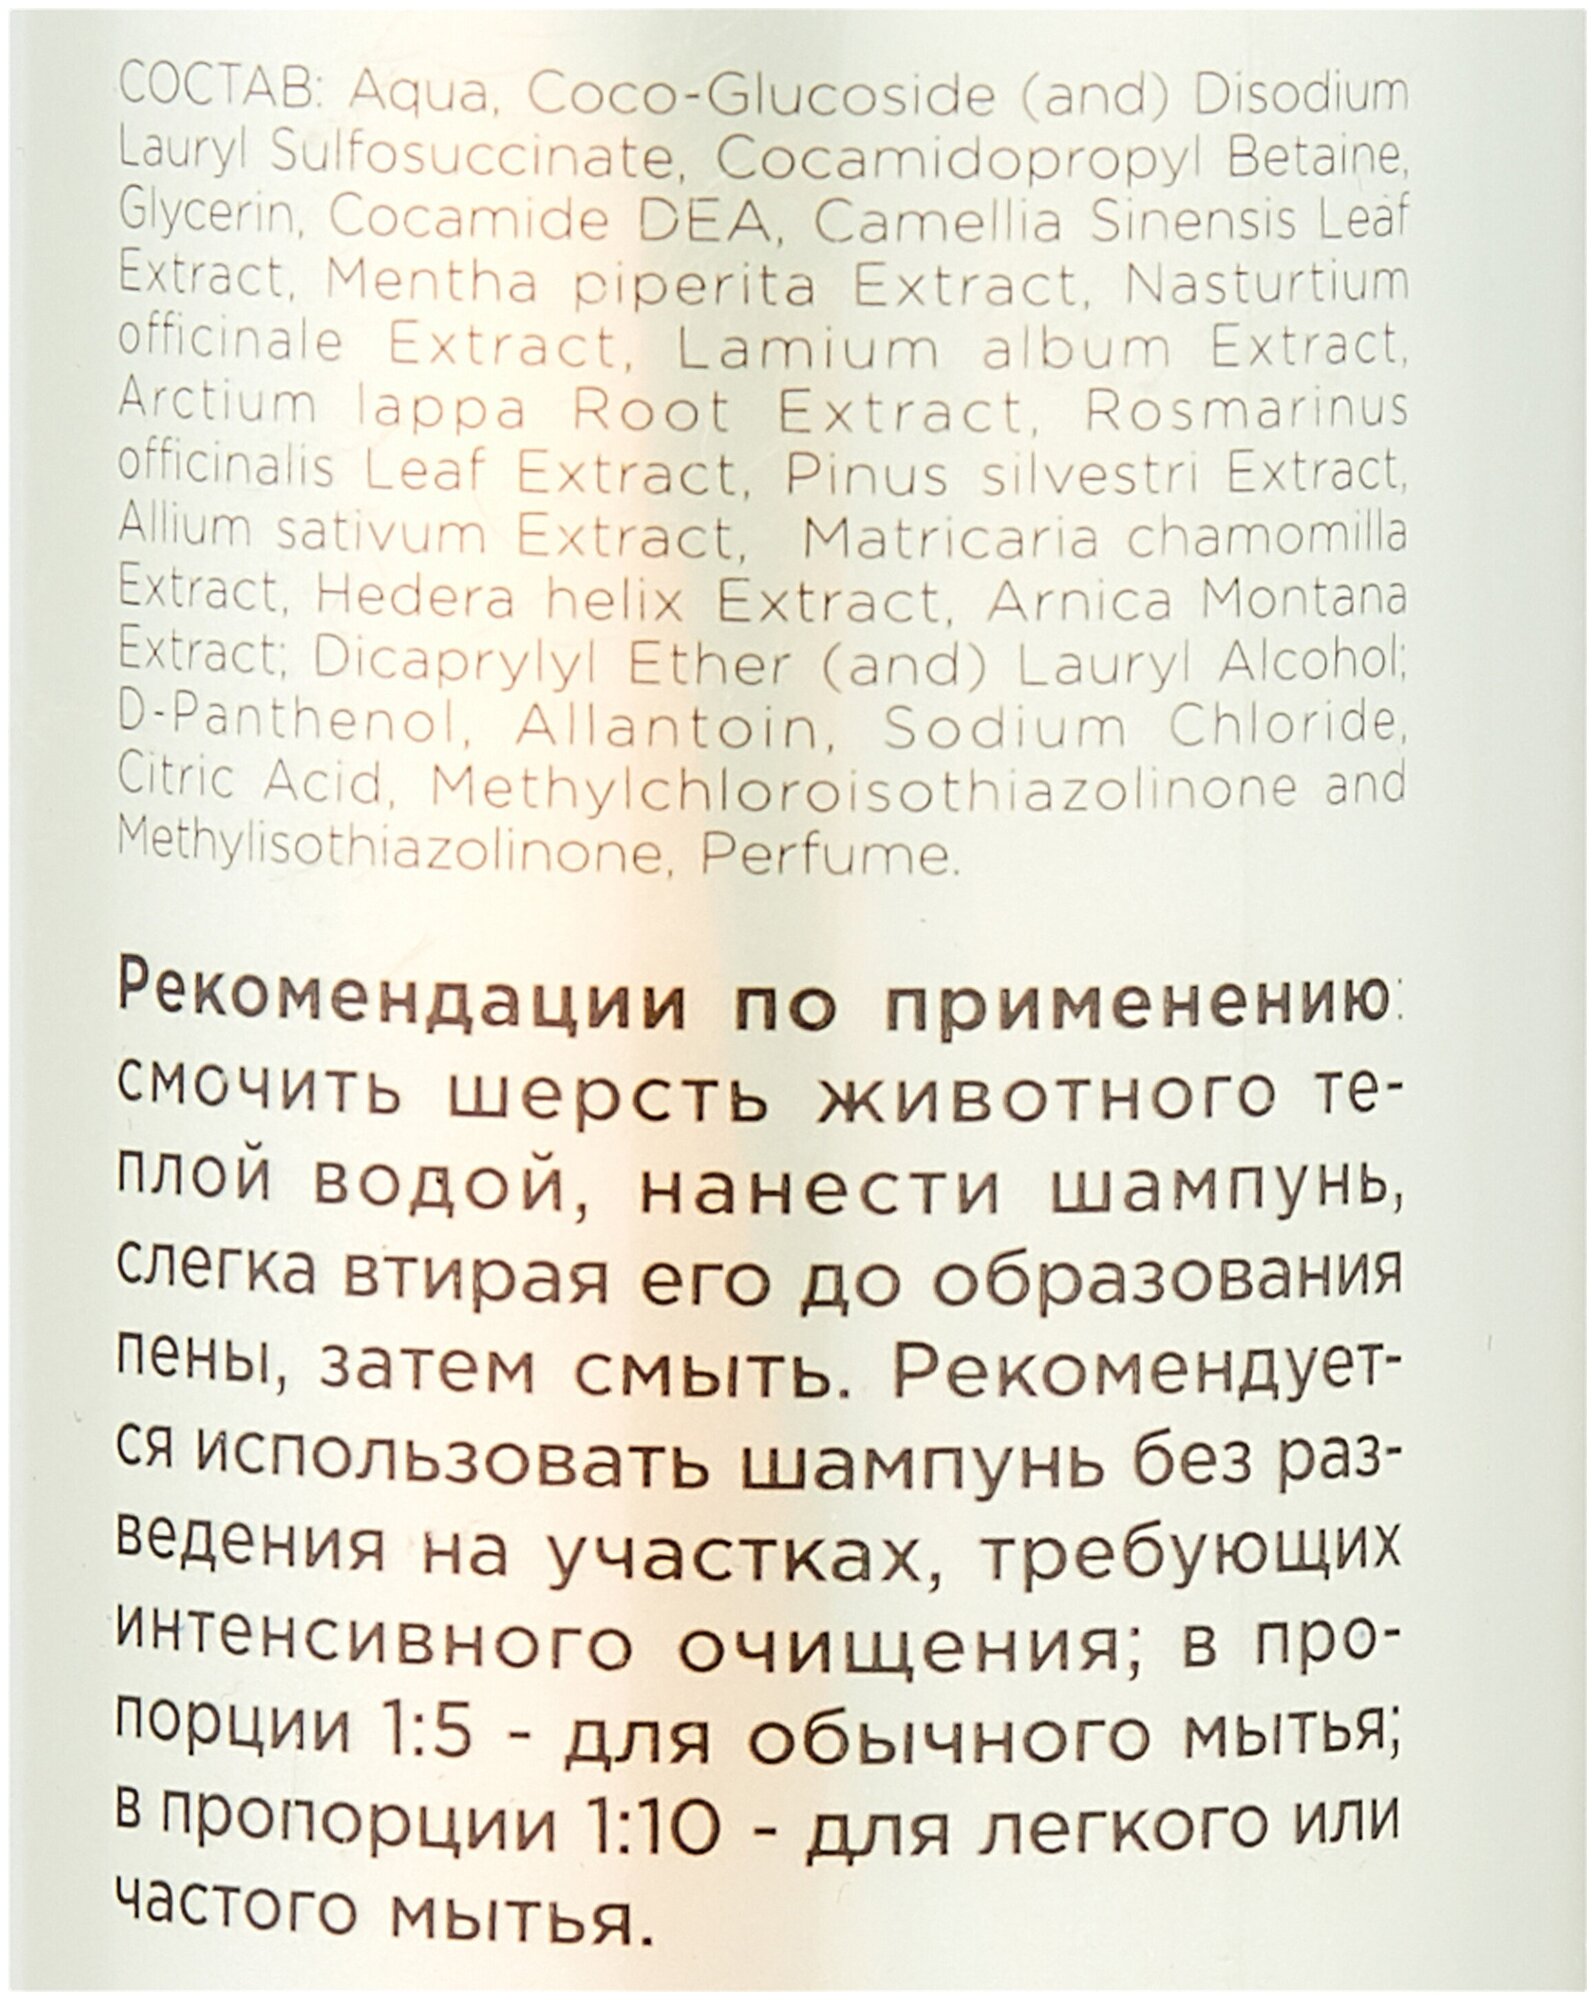 СОСТАВ: Aqua, Coco-Glucoside (and) Disodium
Lauryl Sulfosuccinate, Cocamidopropyl Betaine,
Glycerin, Cocamide DEA, Camellia Sinensis Leaf
Extract, Mentha piperita Extract, Nasturtium
officinale Extract, Lamium album Extract,
Arctium lappa Root Extract, Rosmarinus
officinalis Leaf Extract, Pinus silvestri Extract,
Allium sativum Extract, Matricaria chamomilla
Extract, Hedera helix Extract, Arnica Montana
Extract; Dicaprylyl Ether (and) Lauryl Alcohol;
D-Panthenol, Allantoin, Sodium Chloride,
Citric Acid, Methylchloroisothiazolinone and
Methylisothiazolinone, Perfume.
Рекомендации по применению:
смочить шерсть животного те-
плой водой, нанести шампунь,
слегка втирая его до образования
пены, затем смыть. Рекомендует-
ся использовать шампунь без раз-
ведения на участках, требующих
интенсивного очищения; в про-
порции 1:5 - для обычного мытья;
в пропорции 1:10 - для легкого или
частого мытья.